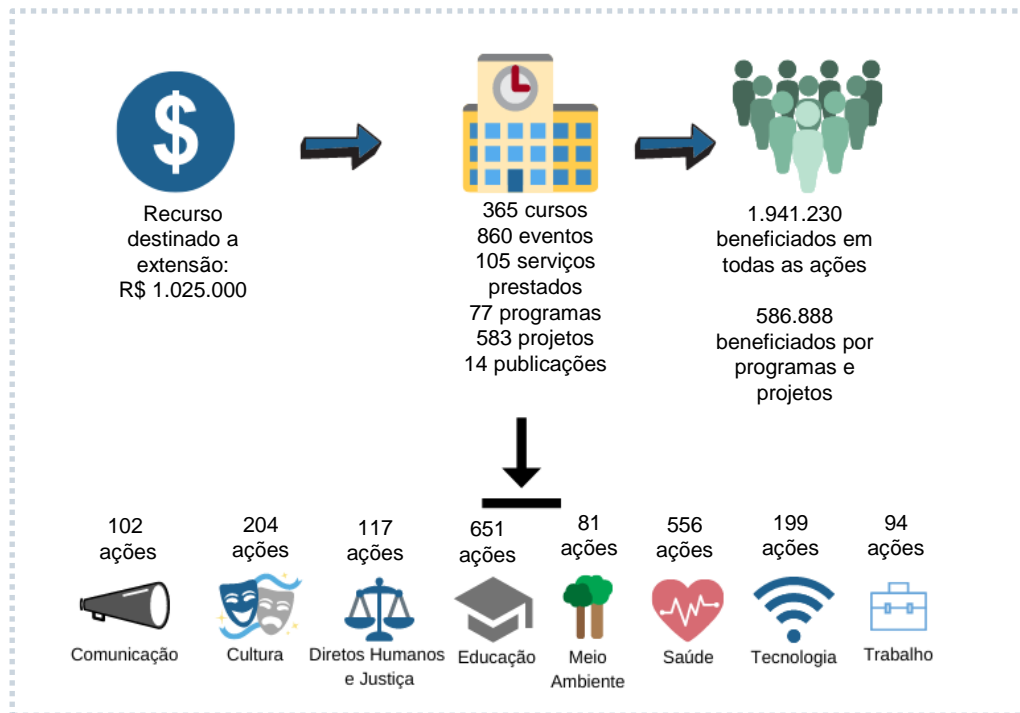 $
Recurso
destinado a
extensão:
R$ 1.025.000
365 cursos
860 eventos
105 serviços
prestados
77 programas
583 projetos
14 publicações
1.941.230
beneficiados em
todas as ações
586.888
beneficiados por
programas e
projetos
102
ações
Comunicação
204
ações
Cultura
117
ações
Diretos Humanos
e Justiça
651
ações
Educação
81
ações
Meio
Ambiente
556
ações
Saúde
199
ações
Tecnologia
94
ações
Trabalho